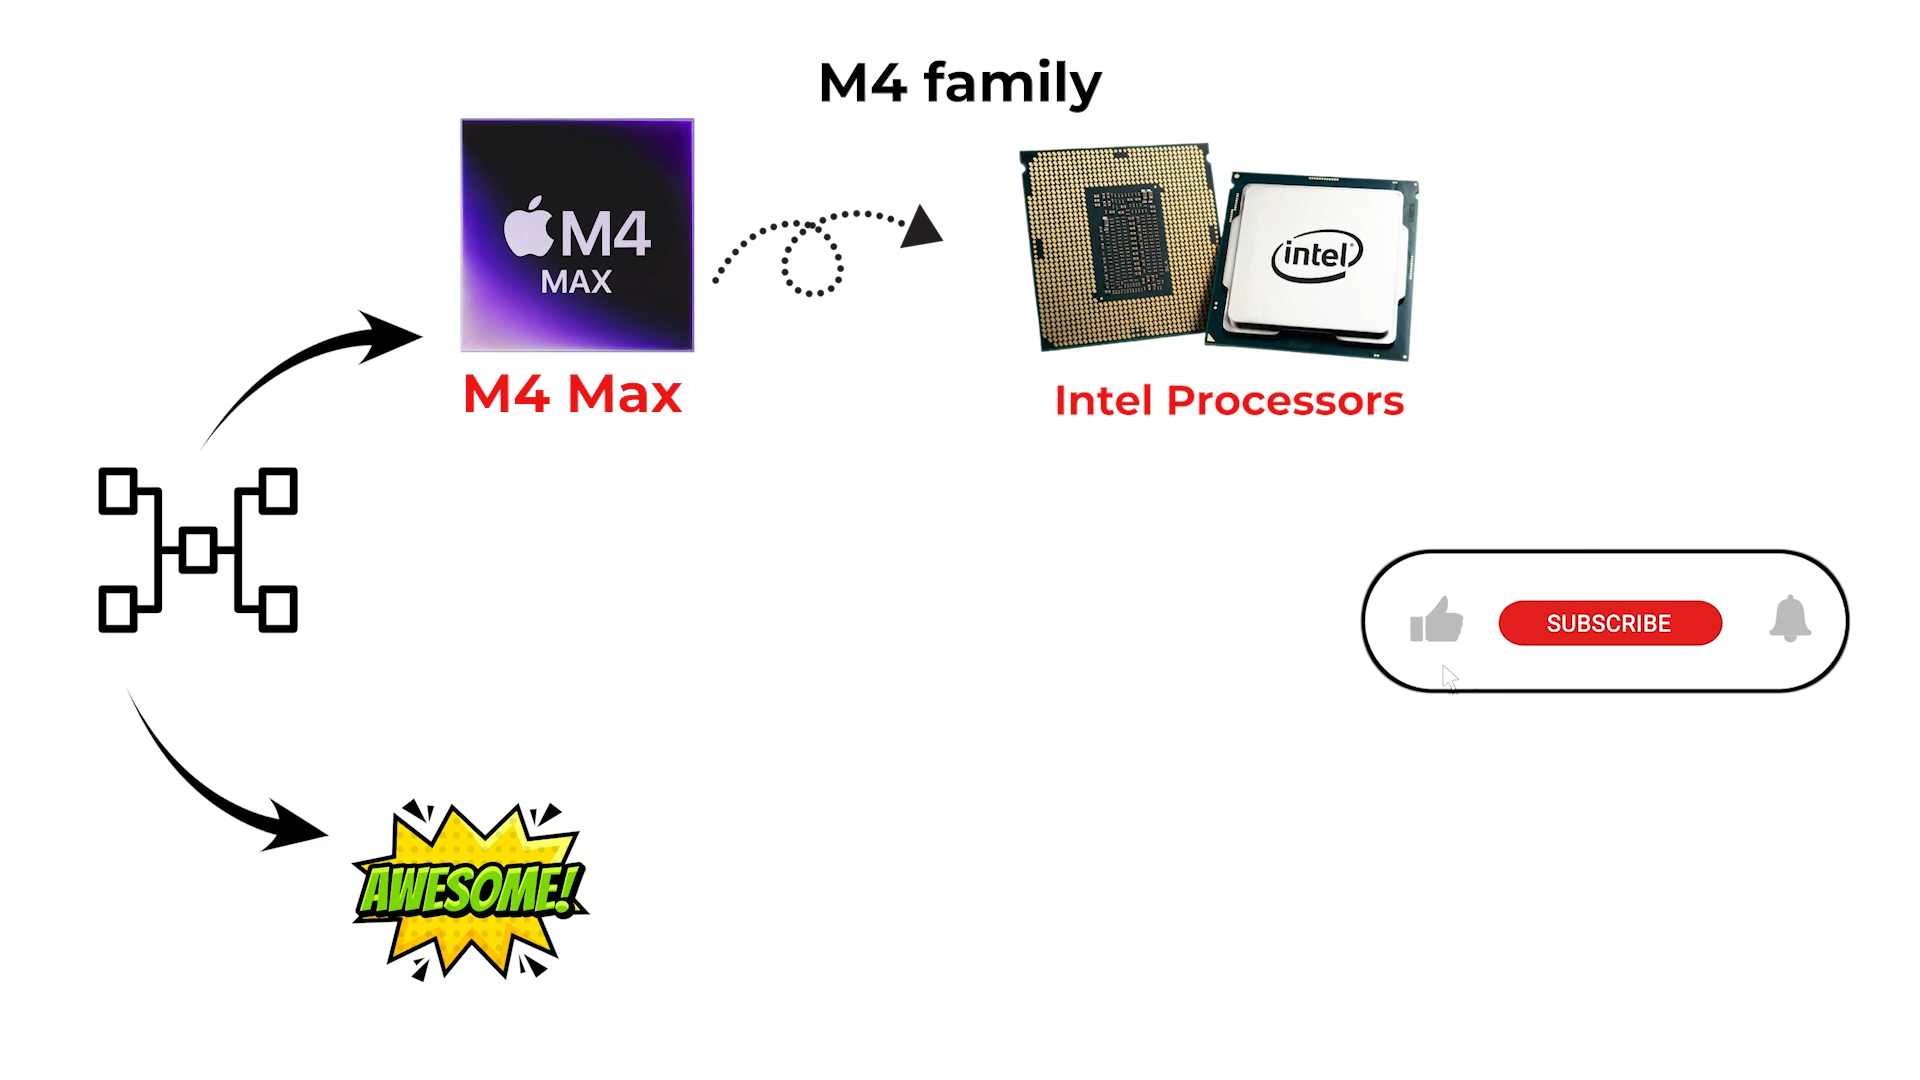 M4 family
M4
MAX
intel
M4 Max
Intel Processors
SUBSCRIBE
AWESOME!